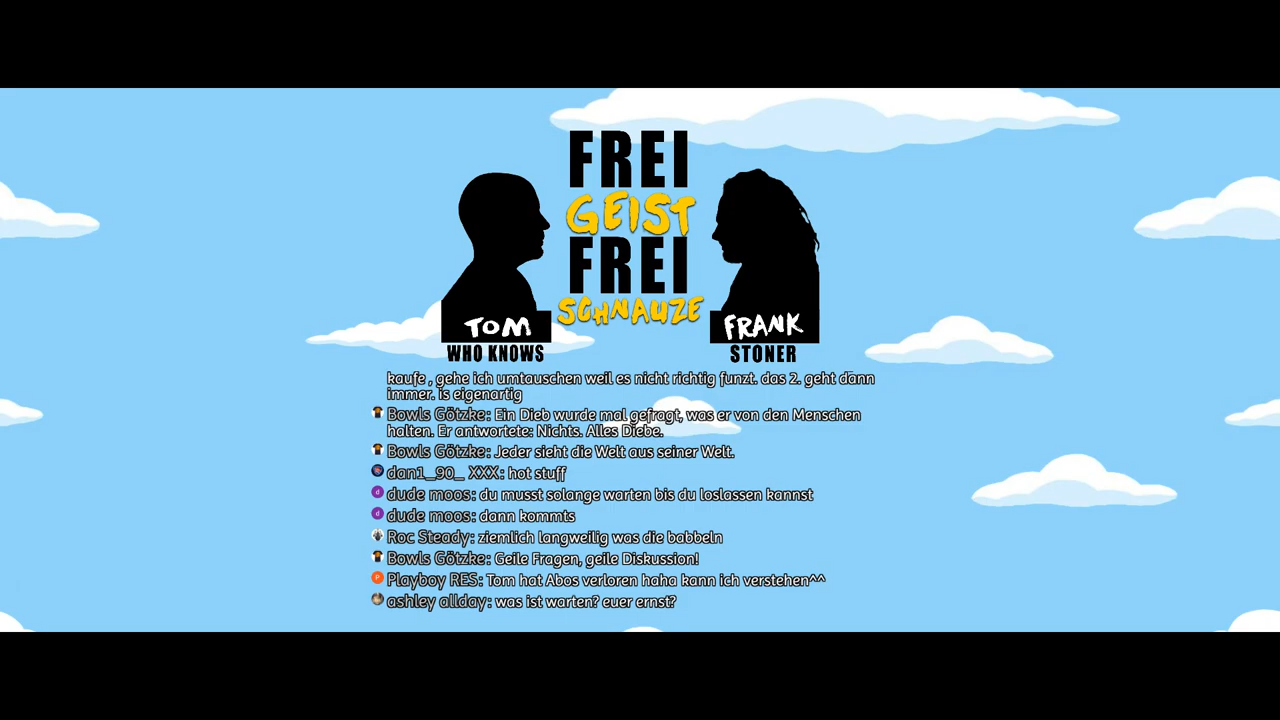 FREI
GEIST
FREI
SCHNAUZE
TOM
WHO KNOWS
FRANK
STONER
kaufe , gehe ich umtauschen weil es nicht richtig funzt. das 2. geht dann
immer. is eigenartig
Bowls Götzke: Ein Dieb wurde mal gefragt, was er von den Menschen
halten. Er antwortete: Nichts. Alles Diebe.
Bowls Götzke: Jeder sieht die Welt aus seiner Welt.
dan1_90_ XXX: hot stuff
d dude moos: du musst solange warten bis du loslassen kannst
d dude moos: dann kommts
Roc Steady: ziemlich langweilig was die babbeln
Bowls Götzke: Geile Fragen, geile Diskussion!
P Playboy RES: Tom hat Abos verloren haha kann ich verstehen^^
ashley allday: was ist warten? euer ernst?